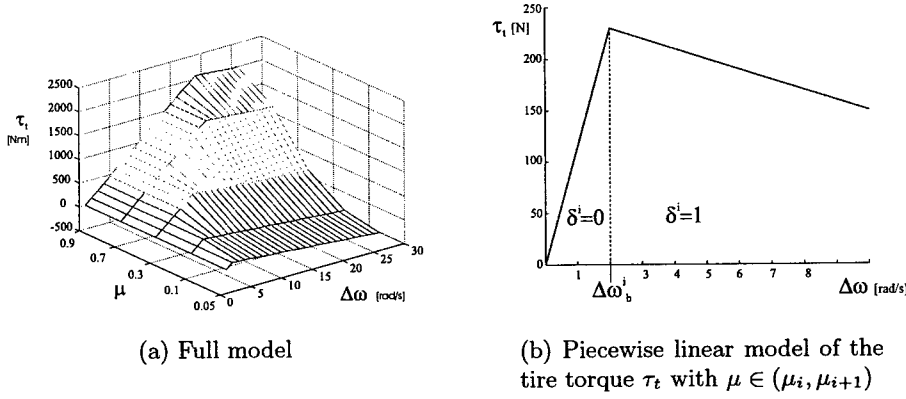 2500
2000
τt
[Nm]
1500
1000
500
0
-500
0.9
0.7
0.3
0.1
0.05
μ
0
5
10
15
20
25
30
Δω [rad/s]
(a) Full model
τt [N]
250
200
150
100
50
0
δⁱ=0
δⁱ=1
1
Δωⁱb
3
4
5
6
7
8
9
Δω [rad/s]
(b) Piecewise linear model of the
tire torque τt with μ ∈ (μi, μi+1)